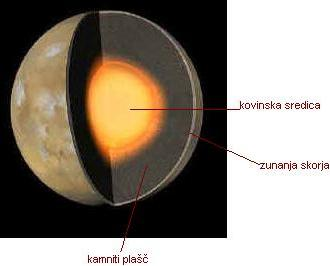 kovinska sredica
zunanja skorja
kamniti plašč